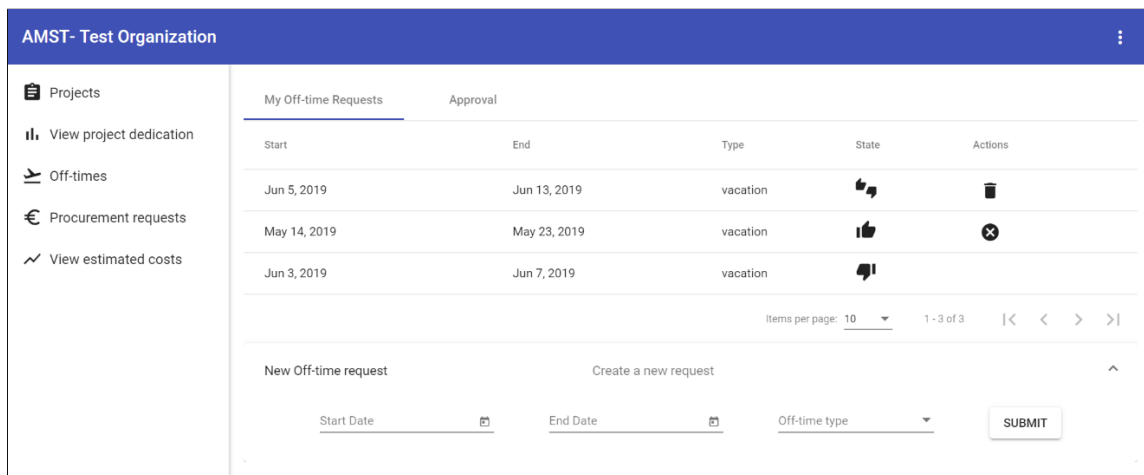 AMST- Test Organization
Projects
View project dedication
Off-times
Procurement requests
View estimated costs
My Off-time Requests Approval
Start End Type State Actions
Jun 5, 2019 Jun 13, 2019 vacation
May 14, 2019 May 23, 2019 vacation
Jun 3, 2019 Jun 7, 2019 vacation
Items per page: 10 1 - 3 of 3
New Off-time request Create a new request
Start Date End Date Off-time type SUBMIT